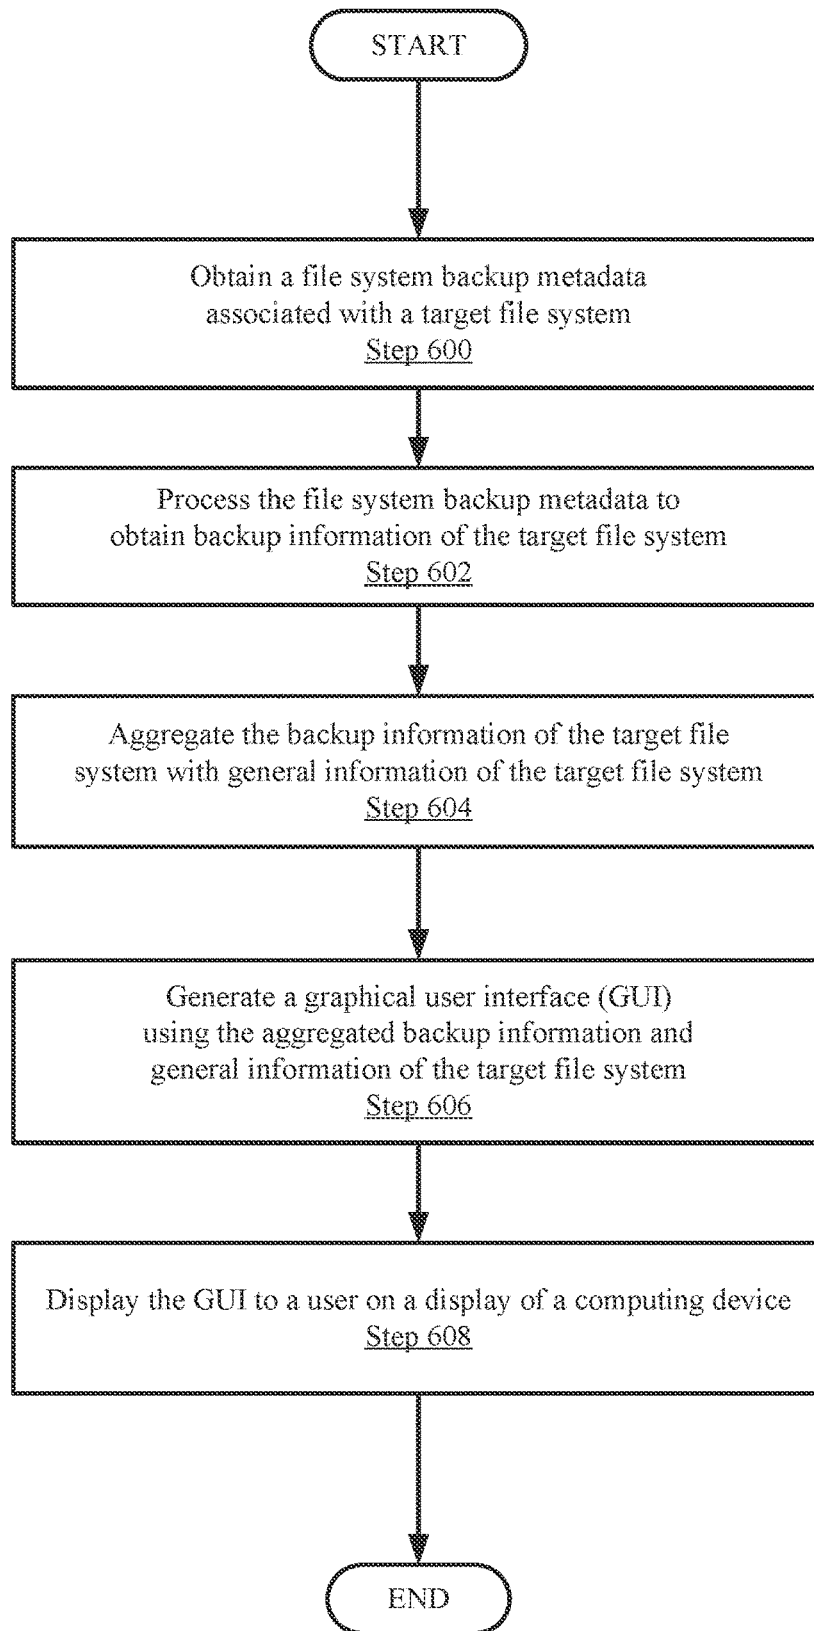 START
Obtain a file system backup metadata
associated with a target file system
Step 600
Process the file system backup metadata to
obtain backup information of the target file system
Step 602
Aggregate the backup information of the target file
system with general information of the target file system
Step 604
Generate a graphical user interface (GUI)
using the aggregated backup information and
general information of the target file system
Step 606
Display the GUI to a user on a display of a computing device
Step 608
END